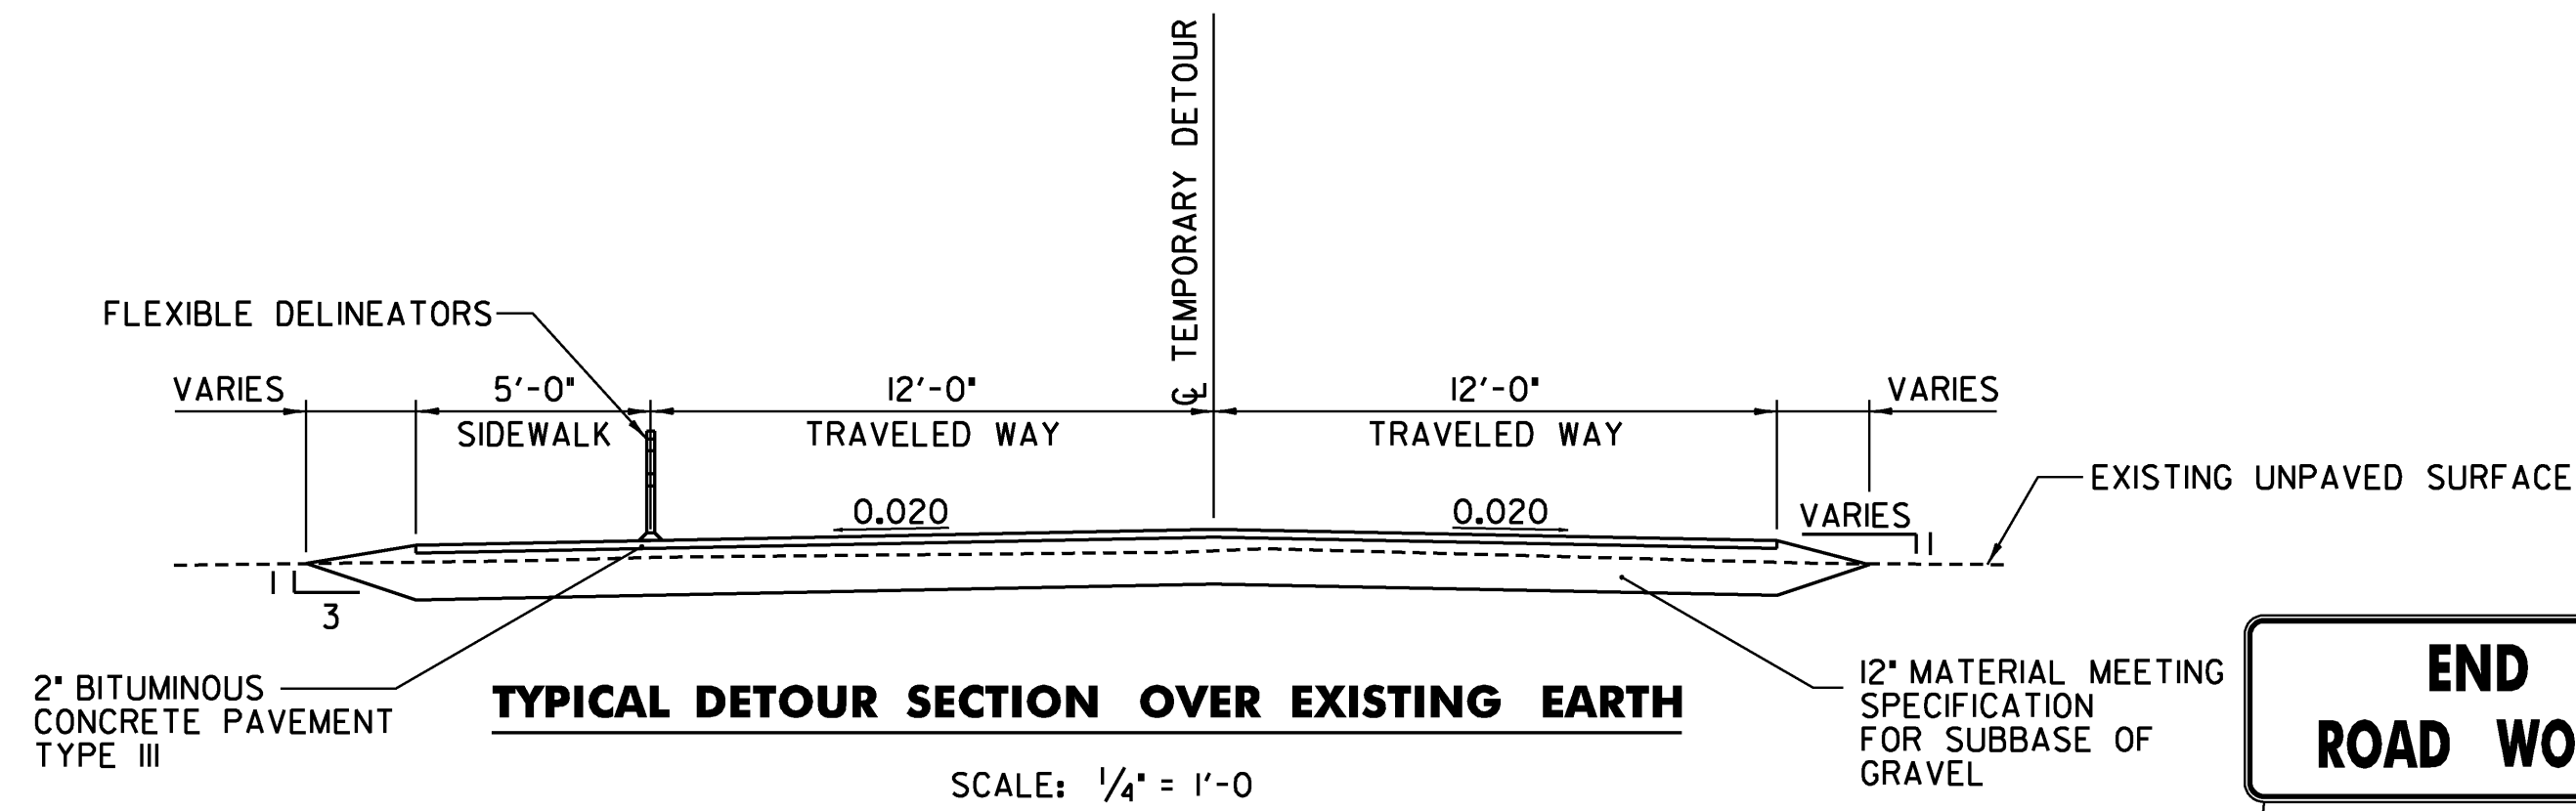 ℄ TEMPORARY DETOUR
FLEXIBLE DELINEATORS
VARIES
5'-0"
12'-0"
12'-0"
VARIES
SIDEWALK
TRAVELED WAY
TRAVELED WAY
EXISTING UNPAVED SURFACE
0.020
0.020
VARIES
1
1
3
2" BITUMINOUS
CONCRETE PAVEMENT
TYPE III
TYPICAL DETOUR SECTION OVER EXISTING EARTH
SCALE: 1/4" = 1'-0
12" MATERIAL MEETING
SPECIFICATION
FOR SUBBASE OF
GRAVEL
END
ROAD WO